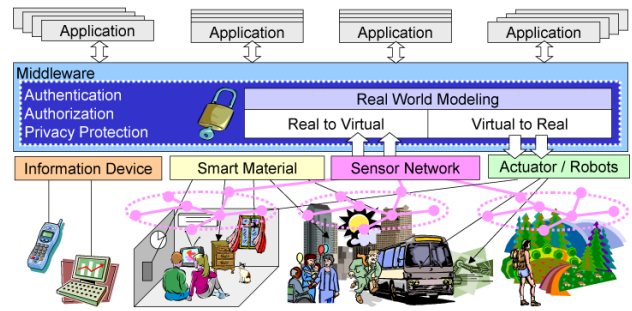 Application
Application
Application
Application
Middleware
Authentication
Authorization
Privacy Protection
Real World Modeling
Real to Virtual
Virtual to Real
Information Device
Smart Material
Sensor Network
Actuator / Robots